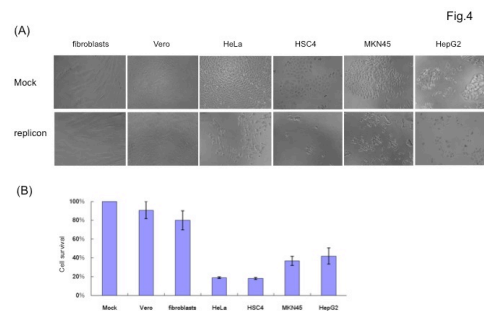 Fig.4
(A)
fibroblasts Vero HeLa HSC4 MKN45 HepG2
Mock
replicon
(B)
100%
80%
60%
40%
20%
0%
Cell survival
Mock Vero fibroblasts HeLa HSC4 MKN45 HepG2